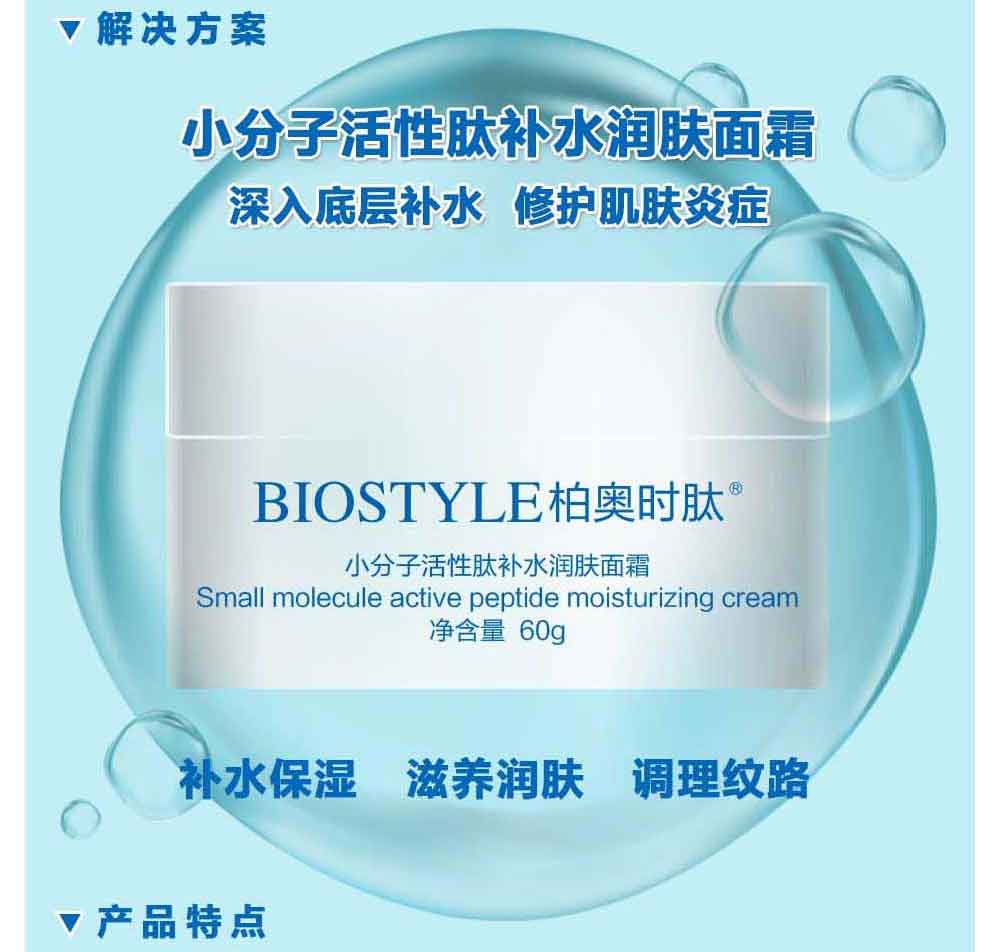 ▼ 解决方案
小分子活性肽补水润肤面霜
深入底层补水 修护肌肤炎症
BIOSTYLE柏奥时肽®
小分子活性肽补水润肤面霜
Small molecule active peptide moisturizing cream
净含量 60g
补水保湿 滋养润肤 调理纹路
▼ 产品特点